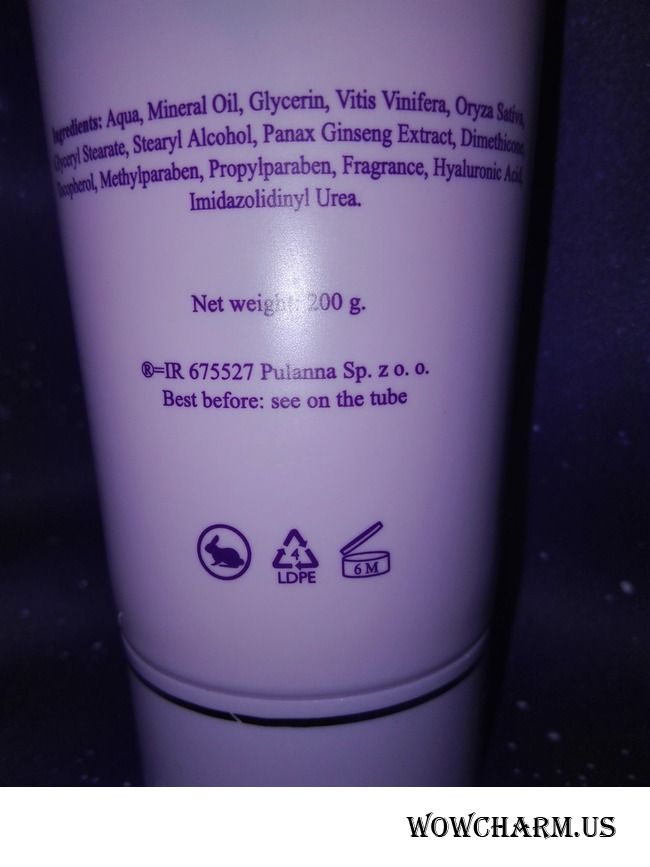 Ingredients: Aqua, Mineral Oil, Glycerin, Vitis Vinifera, Oryza Sativa,
Glyceryl Stearate, Stearyl Alcohol, Panax Ginseng Extract, Dimethicone,
Tocopherol, Methylparaben, Propylparaben, Fragrance, Hyaluronic Acid,
Imidazolidinyl Urea.
Net weight: 200 g.
®=IR 675527 Pulanna Sp. z o. o.
Best before: see on the tube
4
LDPE
6 M
WOWCHARM.US